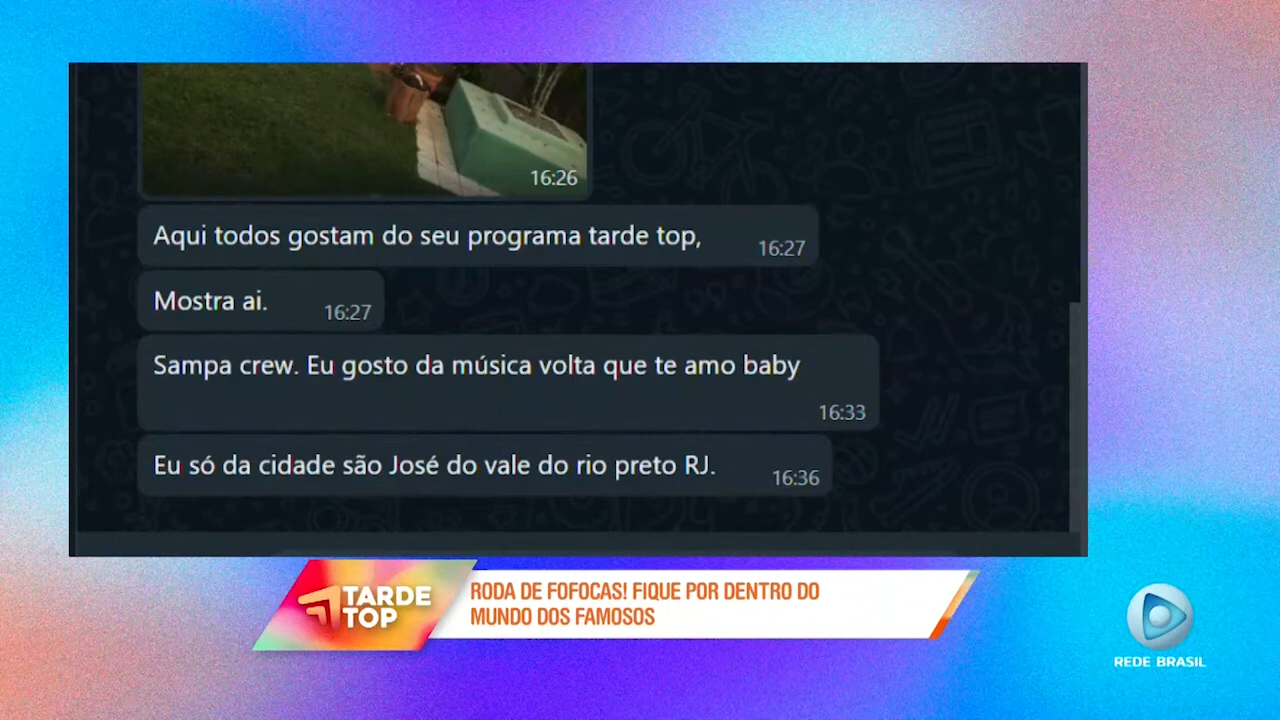 16:26
Aqui todos gostam do seu programa tarde top,
16:27
Mostra ai.
16:27
Sampa crew. Eu gosto da música volta que te amo baby
16:33
Eu só da cidade são José do vale do rio preto RJ.
16:36
TARDE
TOP
RODA DE FOFOCAS! FIQUE POR DENTRO DO
MUNDO DOS FAMOSOS
REDE BRASIL